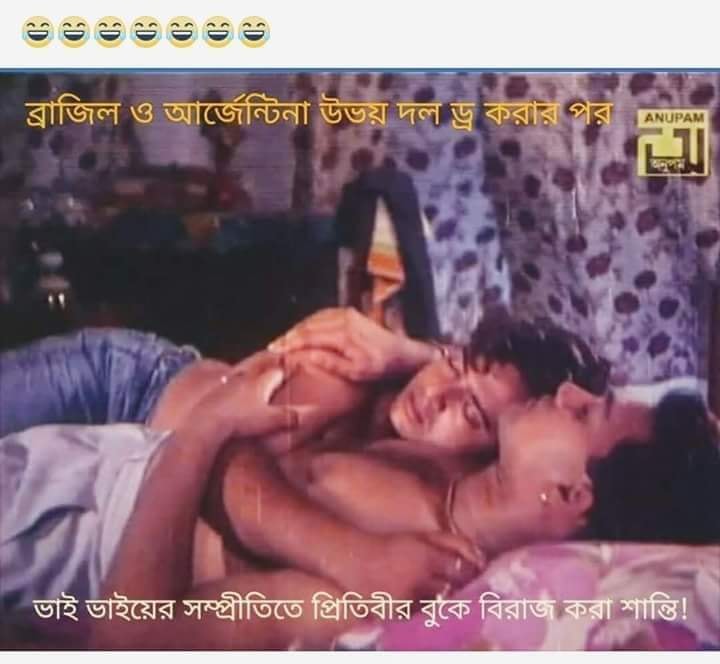 😂😂😂😂😂😂😂
ব্রাজিল ও আর্জেন্টিনা উভয় দল ড্র করার পর
ANUPAM
অনুপম
ভাই ভাইয়ের সম্প্রীতিতে প্রিতিবীর বুকে বিরাজ করা শান্তি!